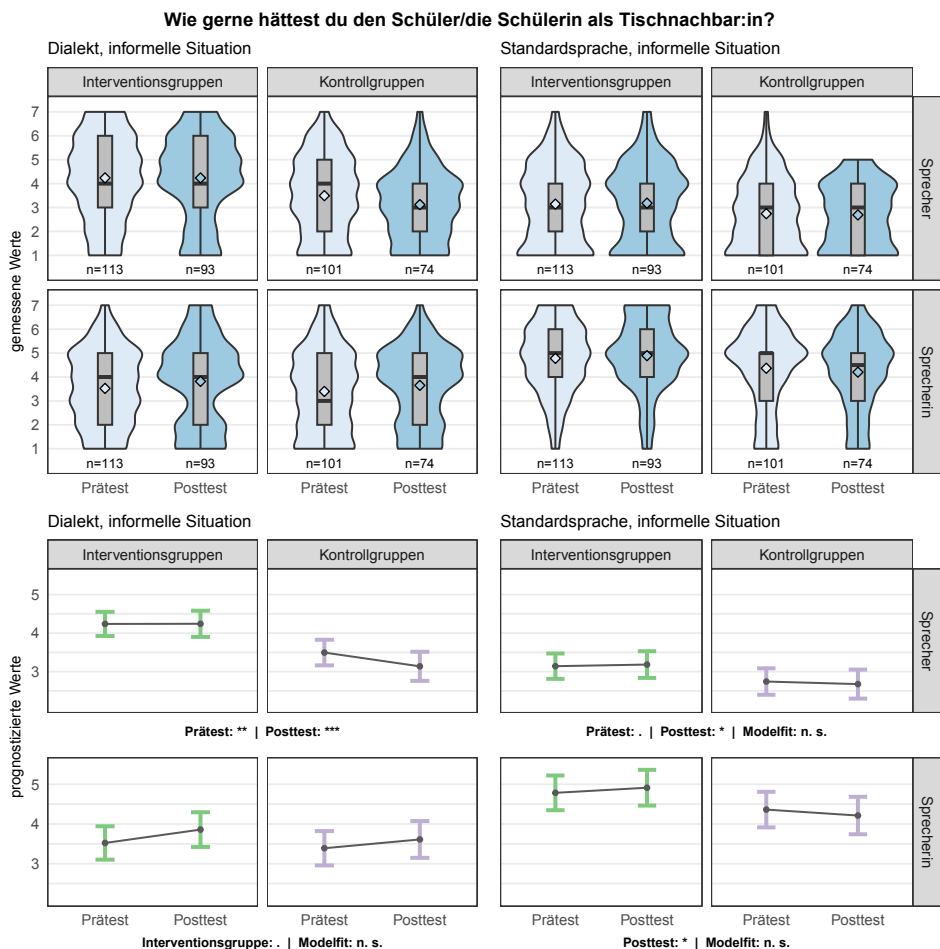 Wie gerne hättest du den Schüler/die Schülerin als Tischnachbar:in?
Dialekt, informelle Situation
Standardsprache, informelle Situation
Interventionsgruppen
Kontrollgruppen
Interventionsgruppen
Kontrollgruppen
gemessene Werte
7
6
5
4
3
2
1
n=113
n=93
n=101
n=74
n=113
n=93
n=101
n=74
Sprecher
7
6
5
4
3
2
1
n=113
n=93
n=101
n=74
n=113
n=93
n=101
n=74
Sprecherin
Prätest
Posttest
Prätest
Posttest
Prätest
Posttest
Prätest
Posttest
Dialekt, informelle Situation
Standardsprache, informelle Situation
Interventionsgruppen
Kontrollgruppen
Interventionsgruppen
Kontrollgruppen
prognostizierte Werte
5
4
3
Sprecher
Prätest: ** | Posttest: ***
Prätest: . | Posttest: * | Modelfit: n. s.
5
4
3
Sprecherin
Prätest
Posttest
Prätest
Posttest
Prätest
Posttest
Prätest
Posttest
Interventionsgruppe: . | Modelfit: n. s.
Posttest: * | Modelfit: n. s.